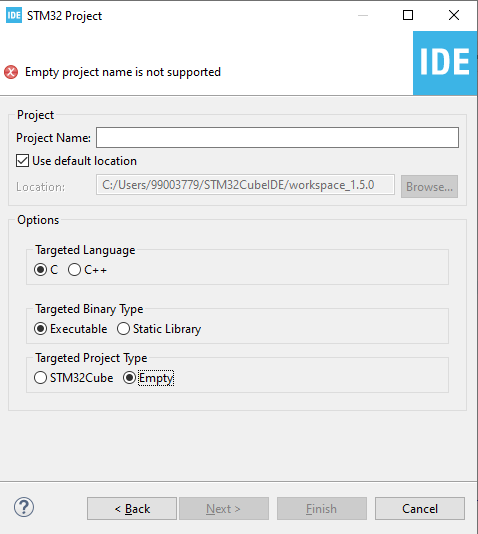 IDE STM32 Project
IDE
Empty project name is not supported
Project
Project Name:
Use default location
Location: C:/Users/99003779/STM32CubeIDE/workspace_1.5.0 Browse...
Options
Targeted Language
C C++
Targeted Binary Type
Executable Static Library
Targeted Project Type
STM32Cube Empty
? < Back Next > Finish Cancel